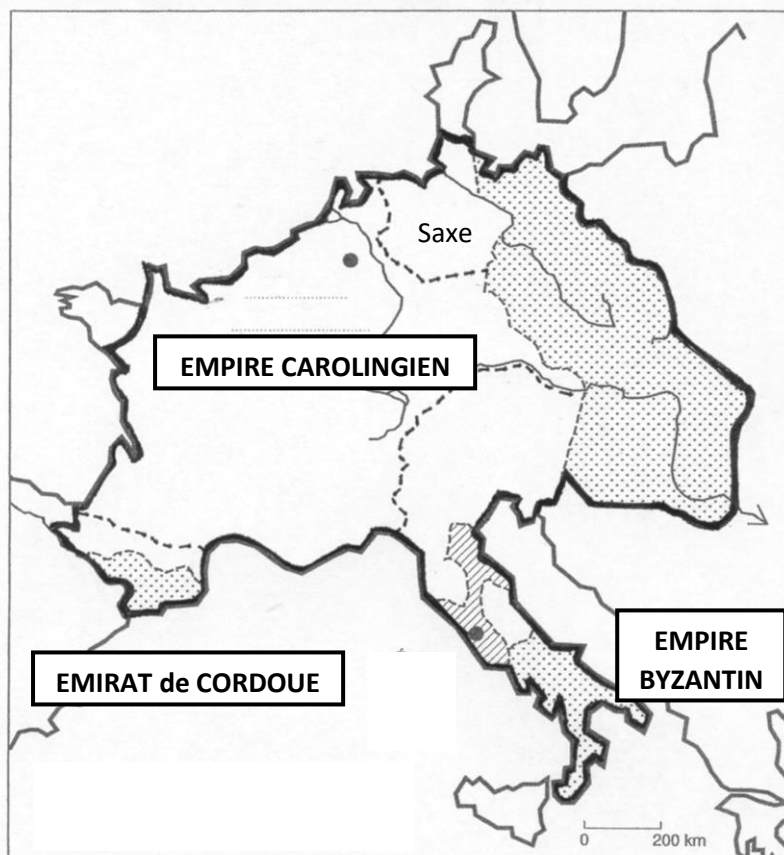 Saxe
EMPIRE CAROLINGIEN
EMIRAT de CORDOUE
EMPIRE
BYZANTIN
0 200 km